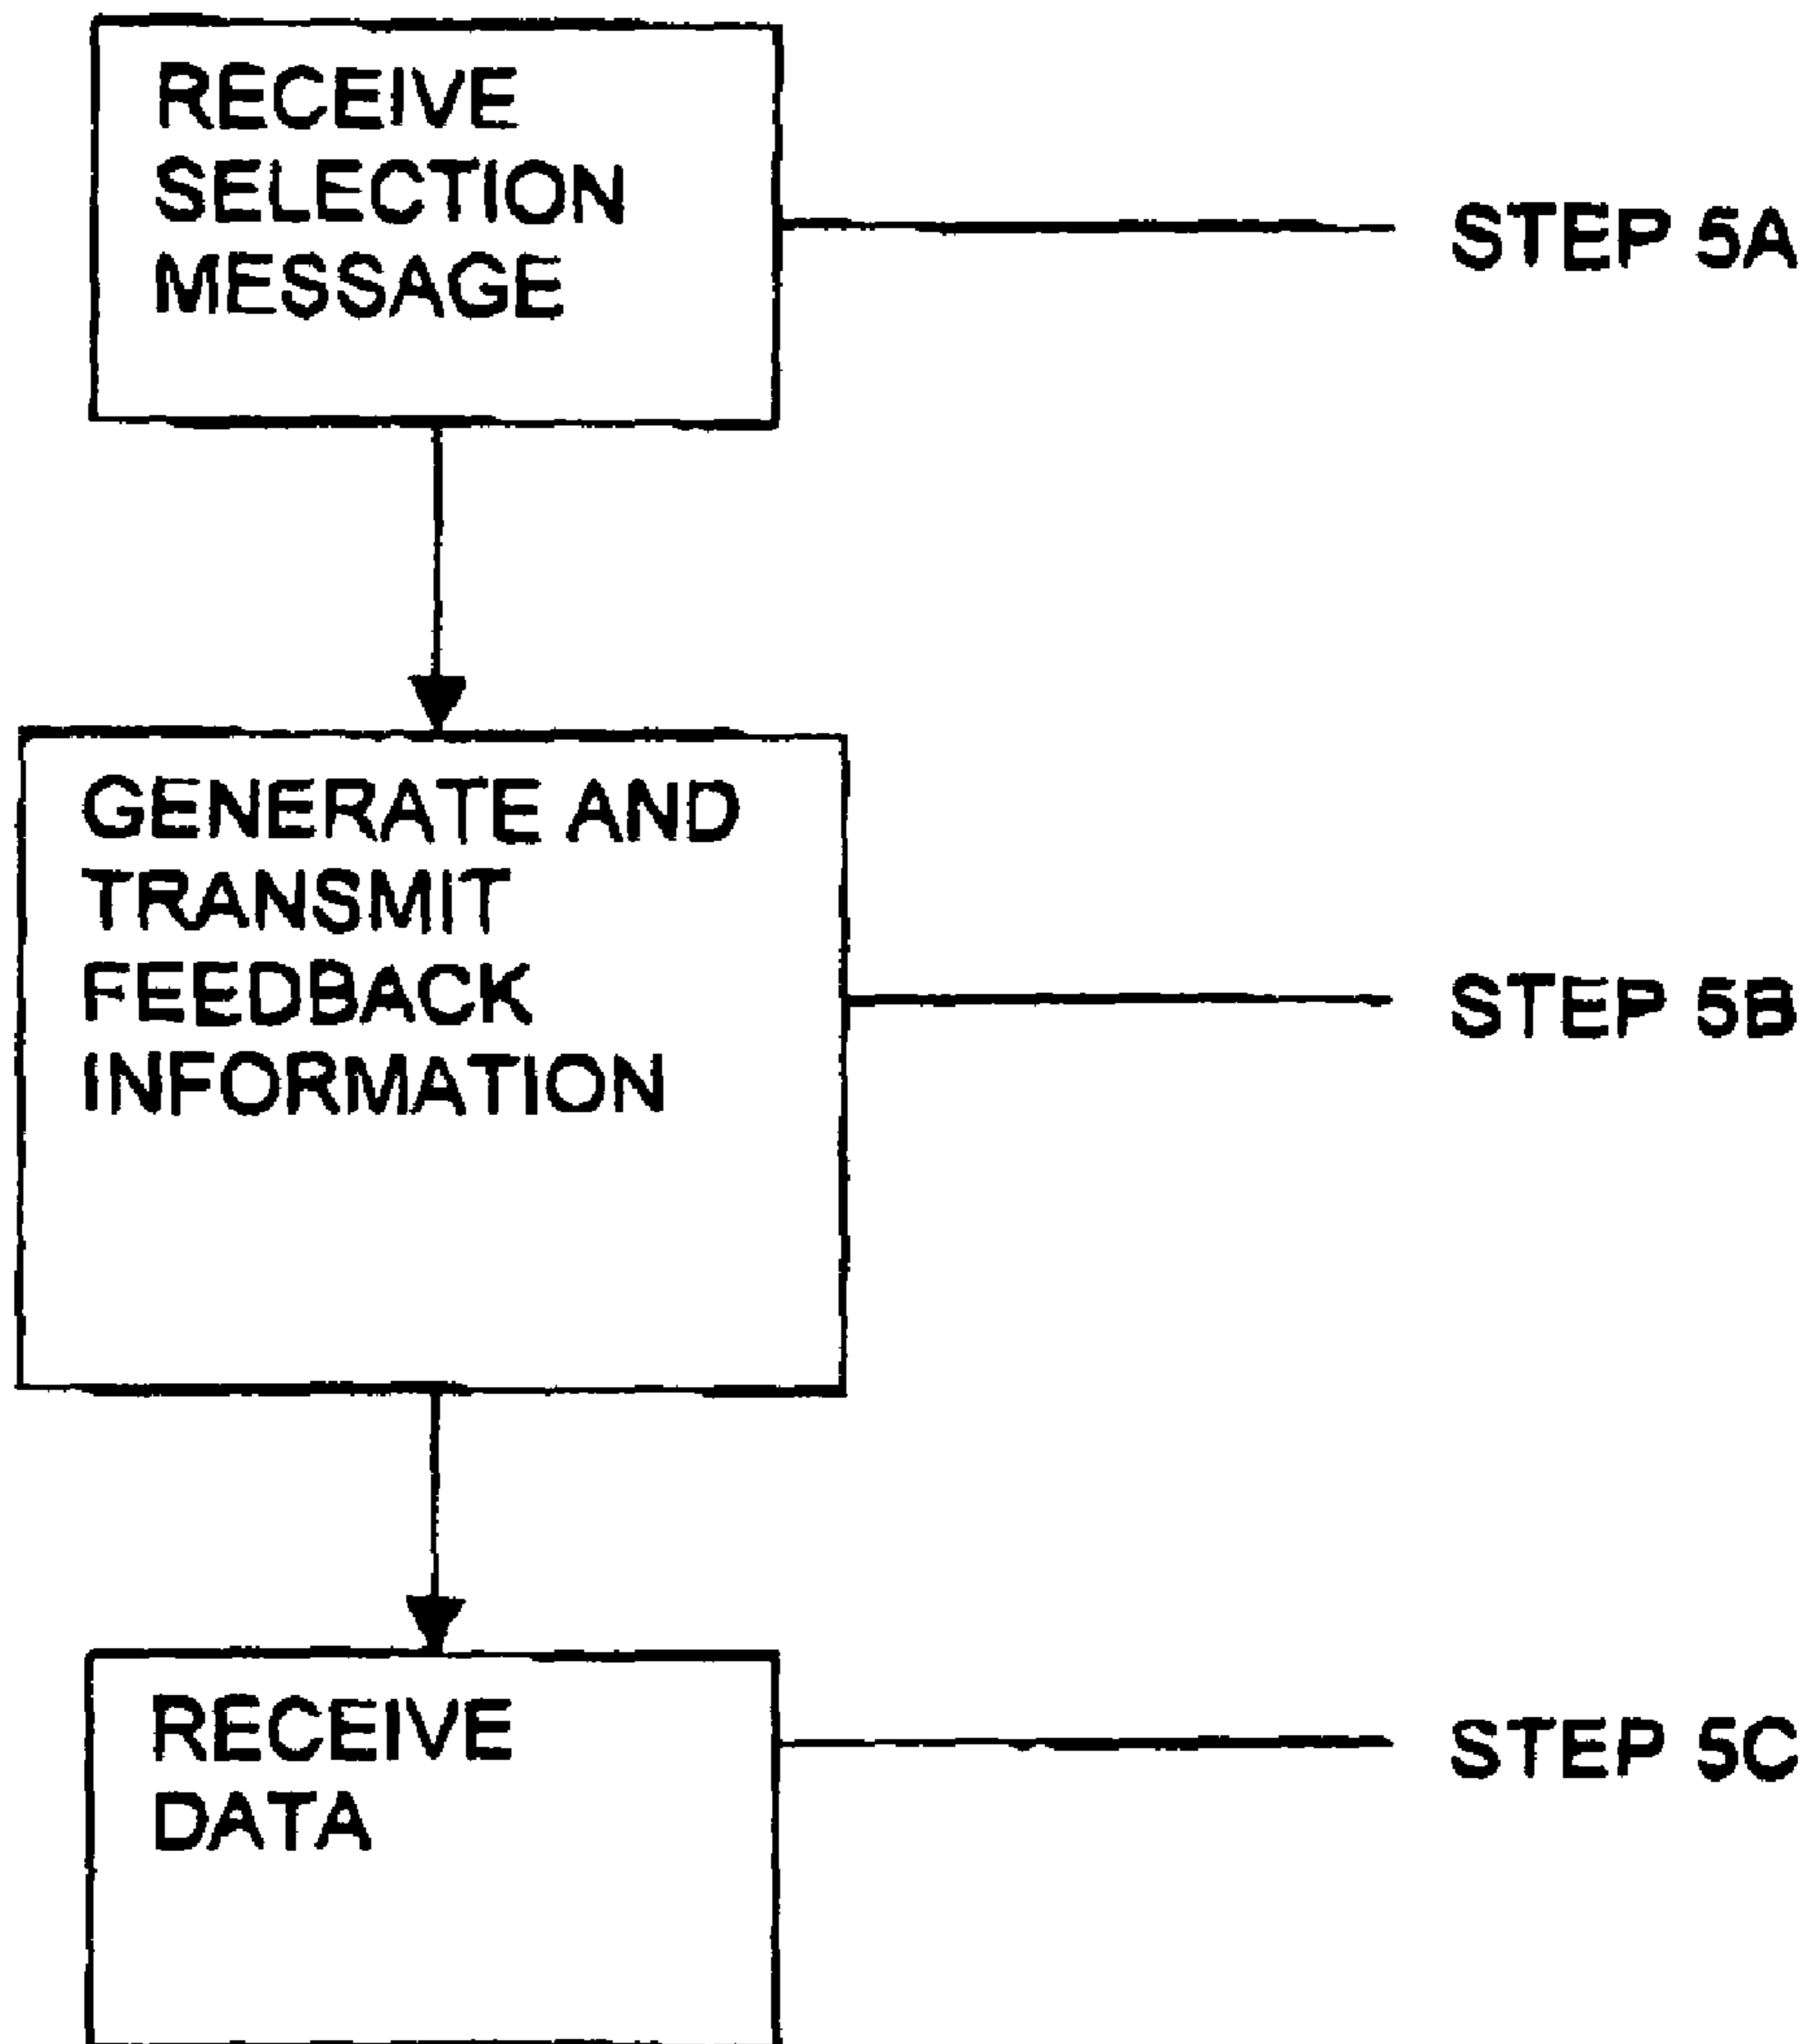 RECEIVE
SELECTION
MESSAGE
STEP 5A
GENERATE AND
TRANSMIT
FEEDBACK
INFORMATION
STEP 5B
RECEIVE
DATA
STEP 5C